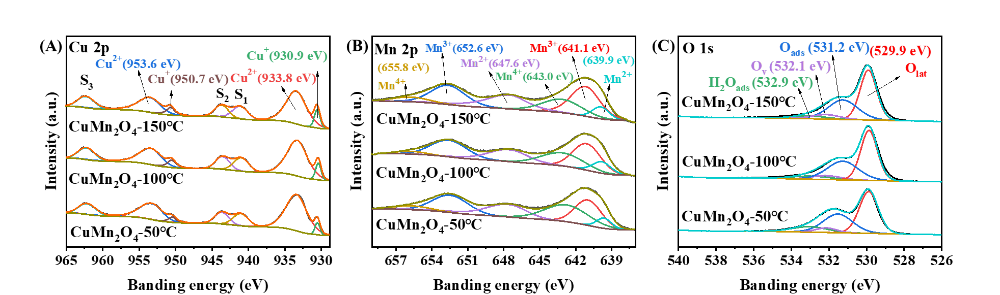 (A)
Cu 2p
Cu⁺(930.9 eV)
Cu²⁺(953.6 eV)
Cu⁺(950.7 eV)
Cu²⁺(933.8 eV)
S₃
S₂
S₁
CuMn₂O₄-150°C
CuMn₂O₄-100°C
CuMn₂O₄-50°C
Intensity (a.u.)
965 960 955 950 945 940 935 930
Banding energy (eV)
(B)
Mn 2p
Mn³⁺(652.6 eV)
Mn³⁺(641.1 eV)
(655.8 eV)
Mn⁴⁺
Mn²⁺(647.6 eV)
Mn⁴⁺(643.0 eV)
(639.9 eV)
Mn²⁺
CuMn₂O₄-150°C
CuMn₂O₄-100°C
CuMn₂O₄-50°C
Intensity (a.u.)
657 654 651 648 645 642 639
Banding energy (eV)
(C)
O 1s
O_ads (531.2 eV)
(529.9 eV)
O_lat
O_v (532.1 eV)
H₂O_ads (532.9 eV)
CuMn₂O₄-150°C
CuMn₂O₄-100°C
CuMn₂O₄-50°C
Intensity (a.u.)
540 538 536 534 532 530 528 526
Banding energy (eV)